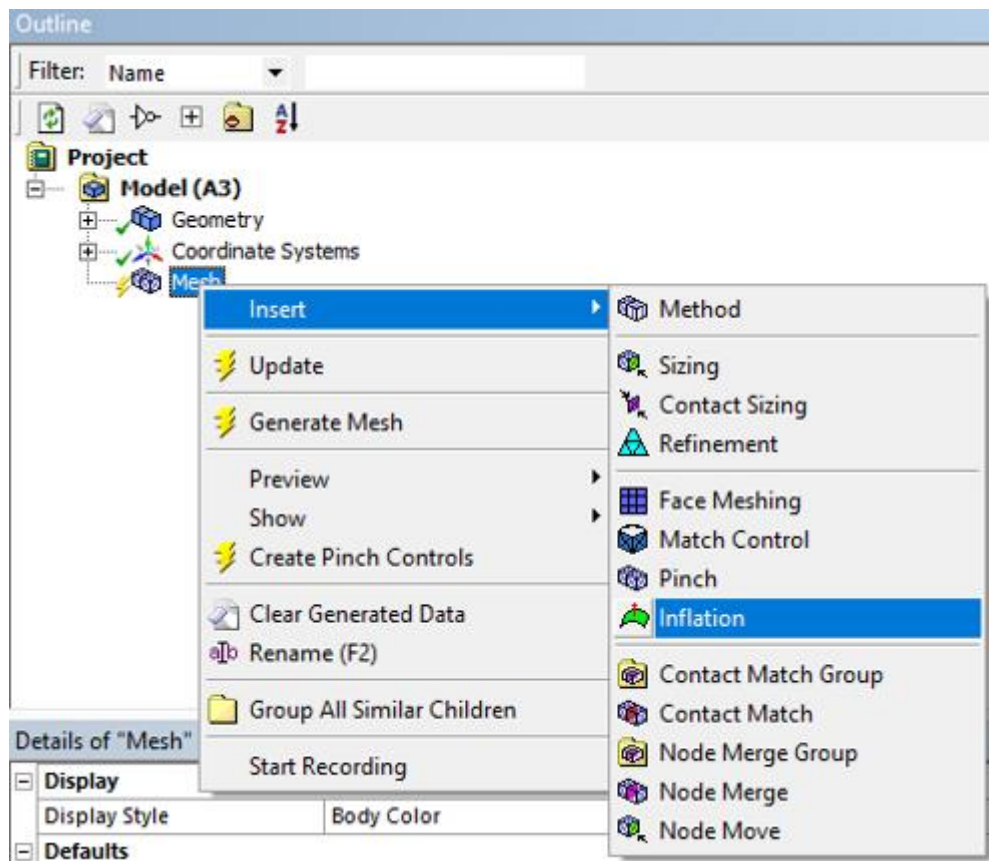 Outline
Filter: Name
Project
Model (A3)
Geometry
Coordinate Systems
Mesh
Insert
Update
Generate Mesh
Preview
Show
Create Pinch Controls
Clear Generated Data
Rename (F2)
Group All Similar Children
Start Recording
Method
Sizing
Contact Sizing
Refinement
Face Meshing
Match Control
Pinch
Inflation
Contact Match Group
Contact Match
Node Merge Group
Node Merge
Node Move
Details of "Mesh"
Display
Display Style Body Color
Defaults